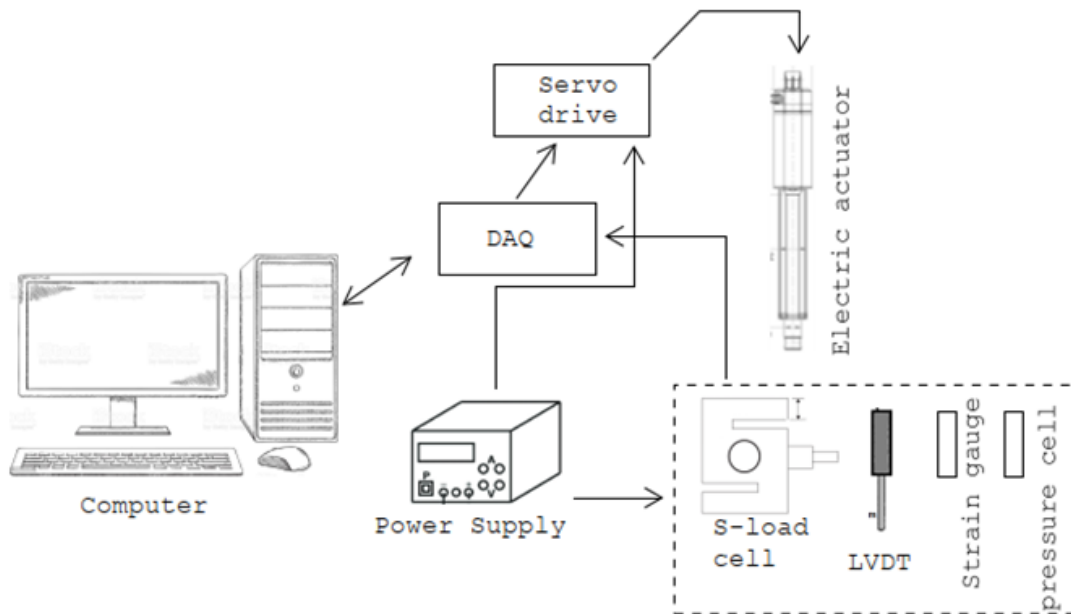 Servo
drive
Electric actuator
DAQ
Computer
P
A
V
Power Supply
S-load
cell
LVDT
Strain gauge
pressure cell